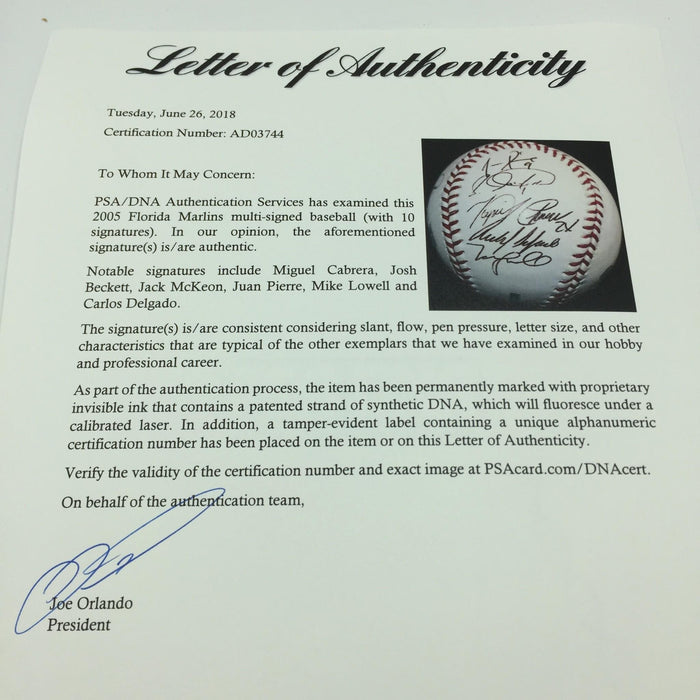 Letter of Authenticity
Tuesday, June 26, 2018
Certification Number: AD03744
To Whom It May Concern:
PSA/DNA Authentication Services has examined this
2005 Florida Marlins multi-signed baseball (with 10
signatures). In our opinion, the aforementioned
signature(s) is/are authentic.
Notable signatures include Miguel Cabrera, Josh
Beckett, Jack McKeon, Juan Pierre, Mike Lowell and
Carlos Delgado.
The signature(s) is/are consistent considering slant, flow, pen pressure, letter size, and other
characteristics that are typical of the other exemplars that we have examined in our hobby
and professional career.
As part of the authentication process, the item has been permanently marked with proprietary
invisible ink that contains a patented strand of synthetic DNA, which will fluoresce under a
calibrated laser. In addition, a tamper-evident label containing a unique alphanumeric
certification number has been placed on the item or on this Letter of Authenticity.
Verify the validity of the certification number and exact image at PSAcard.com/DNAcert.
On behalf of the authentication team,
Joe Orlando
President